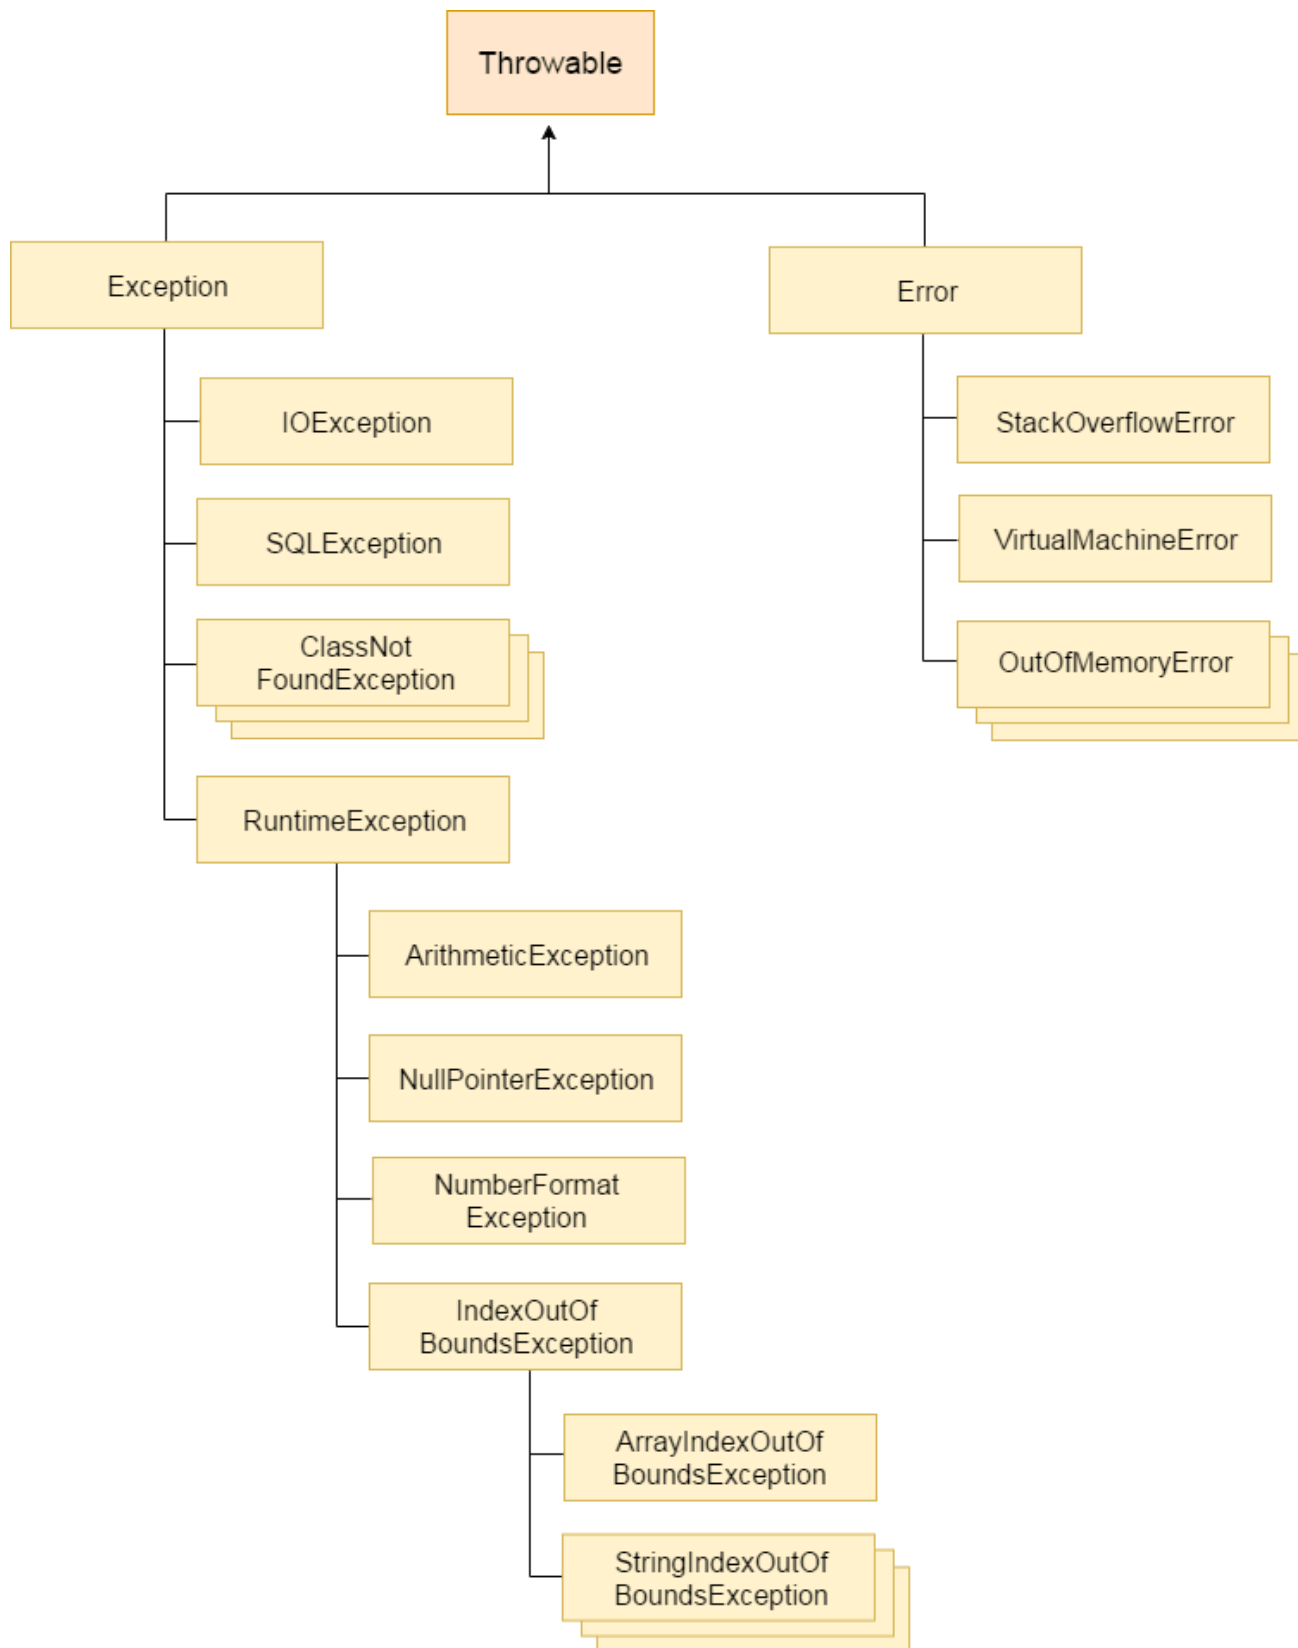 Throwable
Exception
Error
IOException
StackOverflowError
SQLException
VirtualMachineError
ClassNot
FoundException
OutOfMemoryError
RuntimeException
ArithmeticException
NullPointerException
NumberFormat
Exception
IndexOutOf
BoundsException
ArrayIndexOutOf
BoundsException
StringIndexOutOf
BoundsException